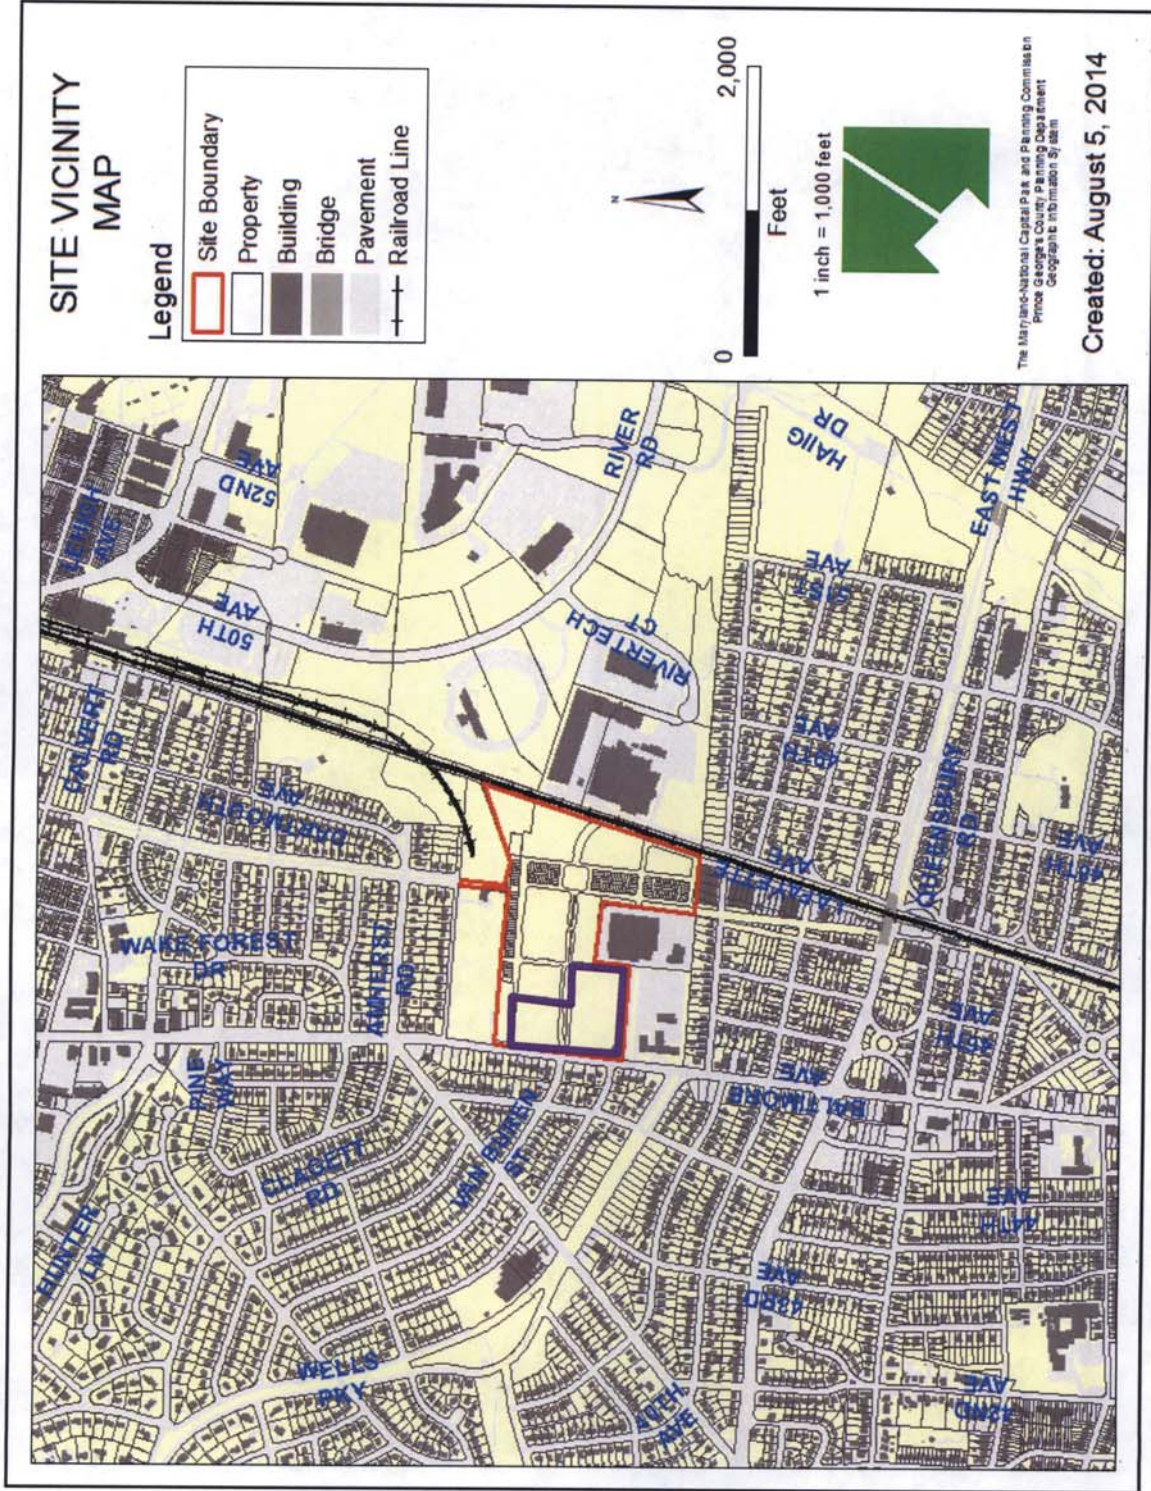 SITE VICINITY
MAP
Legend
Site Boundary
Property
Building
Bridge
Pavement
Railroad Line
N
0
2,000
Feet
1 inch = 1,000 feet
The Maryland-National Capital Park and Planning Commission
Prince George's County Planning Department
Geographic Information System
Created: August 5, 2014
LEHIGH
AVE
52ND
AVE
50TH
AVE
RIVER
RD
RIVERTECH
CT
HAIIG
DR
EAST WEST
HWY
51ST
AVE
49TH
AVE
QUEENSBURY
RD
48TH
AVE
LAFAYETTE
AVE
46TH
AVE
BALTIMORE
AVE
CALVERT
RD
DARTMOUTH
AVE
WAKE FOREST
DR
AMHERST
RD
PINE
WAY
CLAGETT
RD
VAN BUREN
ST
HUNTER
LN
WELLS
PKY
40TH
AVE
43RD
AVE
44TH
AVE
42ND
AVE